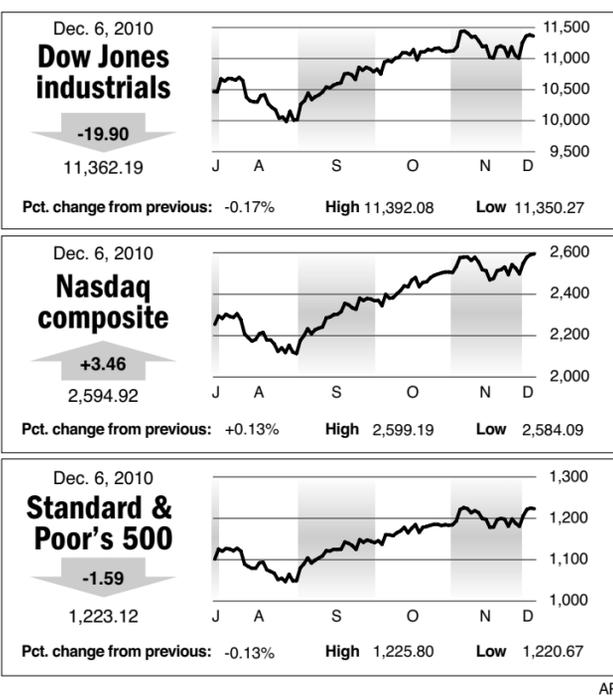 Dec. 6, 2010
Dow Jones
industrials
-19.90
11,362.19
11,500
11,000
10,500
10,000
9,500
J A S O N D
Pct. change from previous: -0.17% High 11,392.08 Low 11,350.27
Dec. 6, 2010
Nasdaq
composite
+3.46
2,594.92
2,600
2,400
2,200
2,000
J A S O N D
Pct. change from previous: +0.13% High 2,599.19 Low 2,584.09
Dec. 6, 2010
Standard &
Poor's 500
-1.59
1,223.12
1,300
1,200
1,100
1,000
J A S O N D
Pct. change from previous: -0.13% High 1,225.80 Low 1,220.67